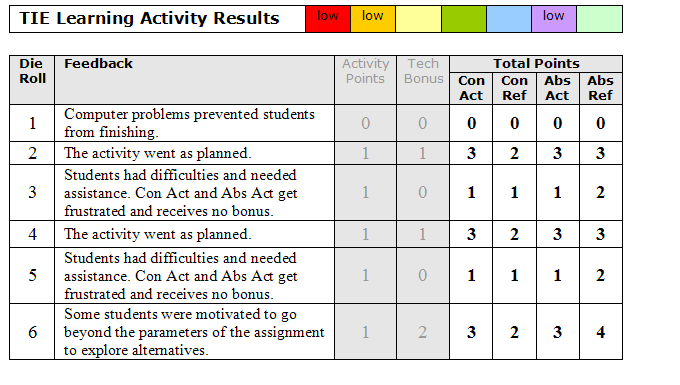 TIE Learning Activity Results low low low
Die Roll Feedback Activity Points Tech Bonus Total Points
Con Act Con Ref Abs Act Abs Ref
1 Computer problems prevented students from finishing. 0 0 0 0 0 0
2 The activity went as planned. 1 1 3 2 3 3
3 Students had difficulties and needed assistance. Con Act and Abs Act get frustrated and receives no bonus. 1 0 1 1 1 2
4 The activity went as planned. 1 1 3 2 3 3
5 Students had difficulties and needed assistance. Con Act and Abs Act get frustrated and receives no bonus. 1 0 1 1 1 2
6 Some students were motivated to go beyond the parameters of the assignment to explore alternatives. 1 2 3 2 3 4